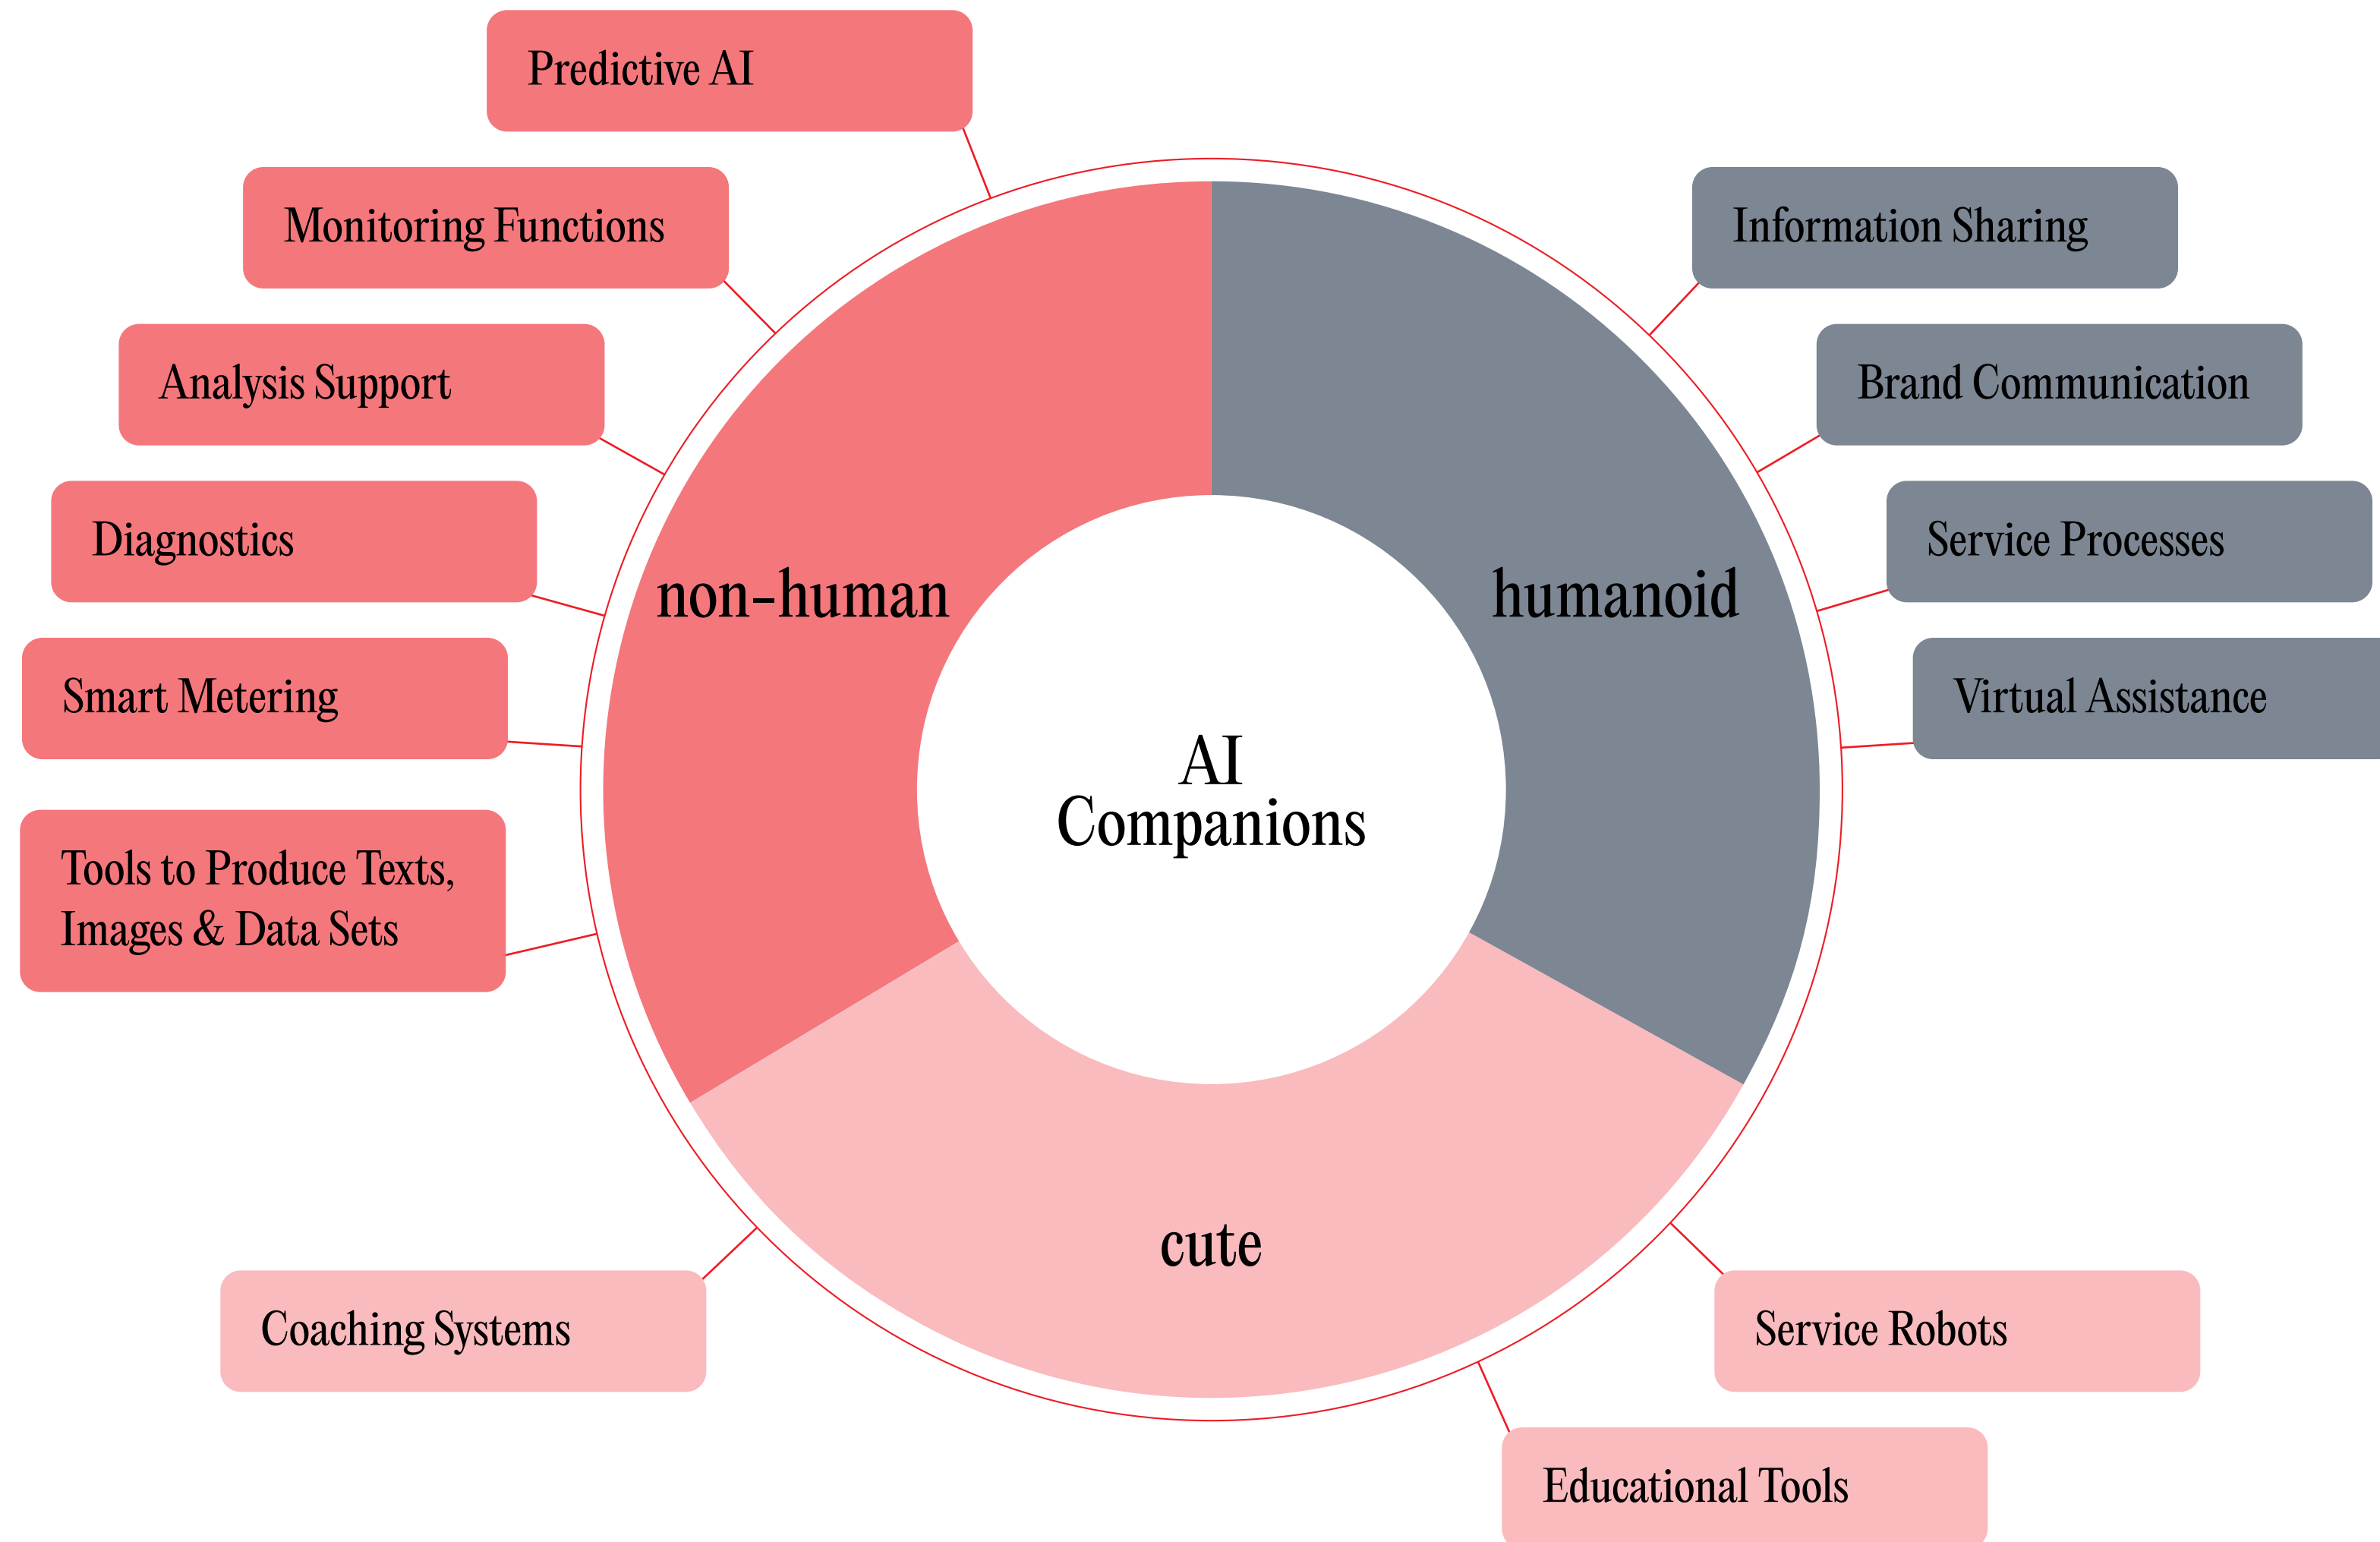 Predictive AI
Monitoring Functions
Analysis Support
Diagnostics
Smart Metering
Tools to Produce Texts,
Images & Data Sets
Coaching Systems
non-human
humanoid
AI
Companions
cute
Information Sharing
Brand Communication
Service Processes
Virtual Assistance
Service Robots
Educational Tools